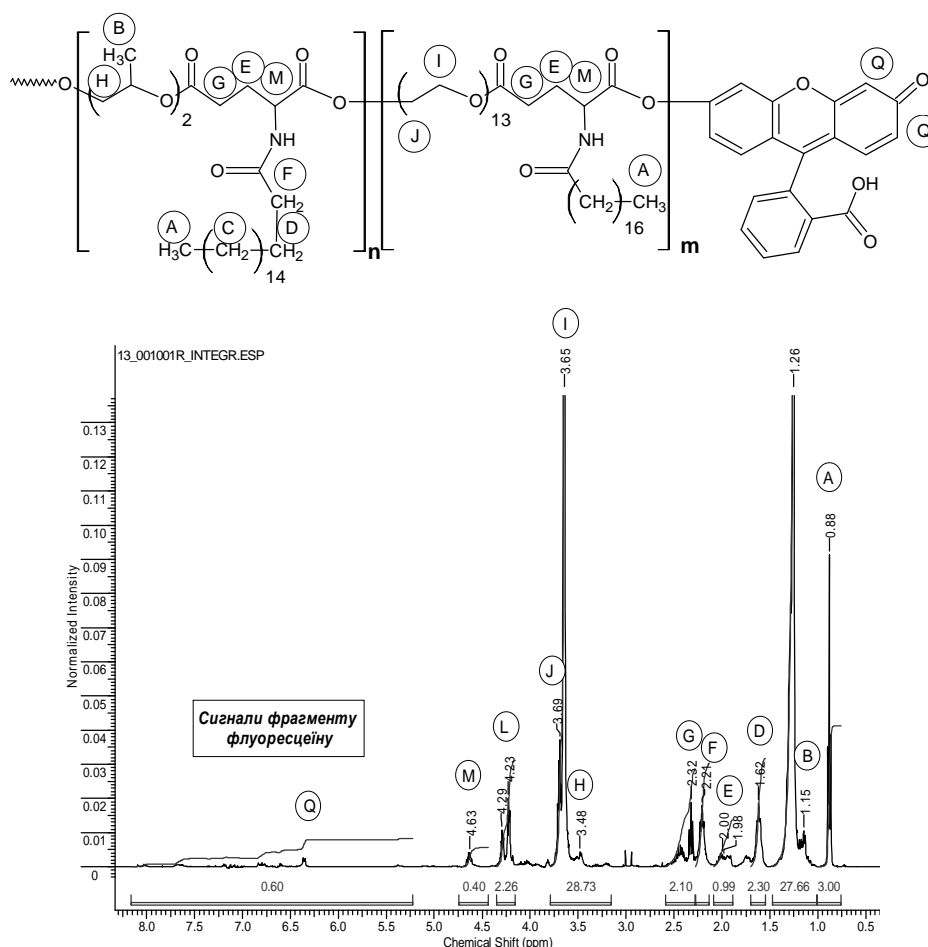 B
H3C
O
H
O
2
O
G
E
M
O
O
NH
O
F
CH2
A
C
D
H3C
CH2
CH2
14
n
I
J
O
13
O
G
E
M
O
O
NH
O
A
CH2
CH3
16
m
O
Q
O
Q
OH
O
13_001001R_INTEGR.ESP
Normalized Intensity
0.13
0.12
0.11
0.10
0.09
0.08
0.07
0.06
0.05
0.04
0.03
0.02
0.01
0
Сигнали фрагменту
флуоресцеїну
Q
M
4.63
L
4.29
4.23
J
3.69
I
3.65
H
3.48
G
2.32
F
2.21
E
2.00
1.98
D
1.62
1.26
B
1.15
A
0.88
0.60 0.40 2.26 28.73 2.10 0.99 2.30 27.66 3.00
8.0 7.5 7.0 6.5 6.0 5.5 5.0 4.5 4.0 3.5 3.0 2.5 2.0 1.5 1.0 0.5
Chemical Shift (ppm)